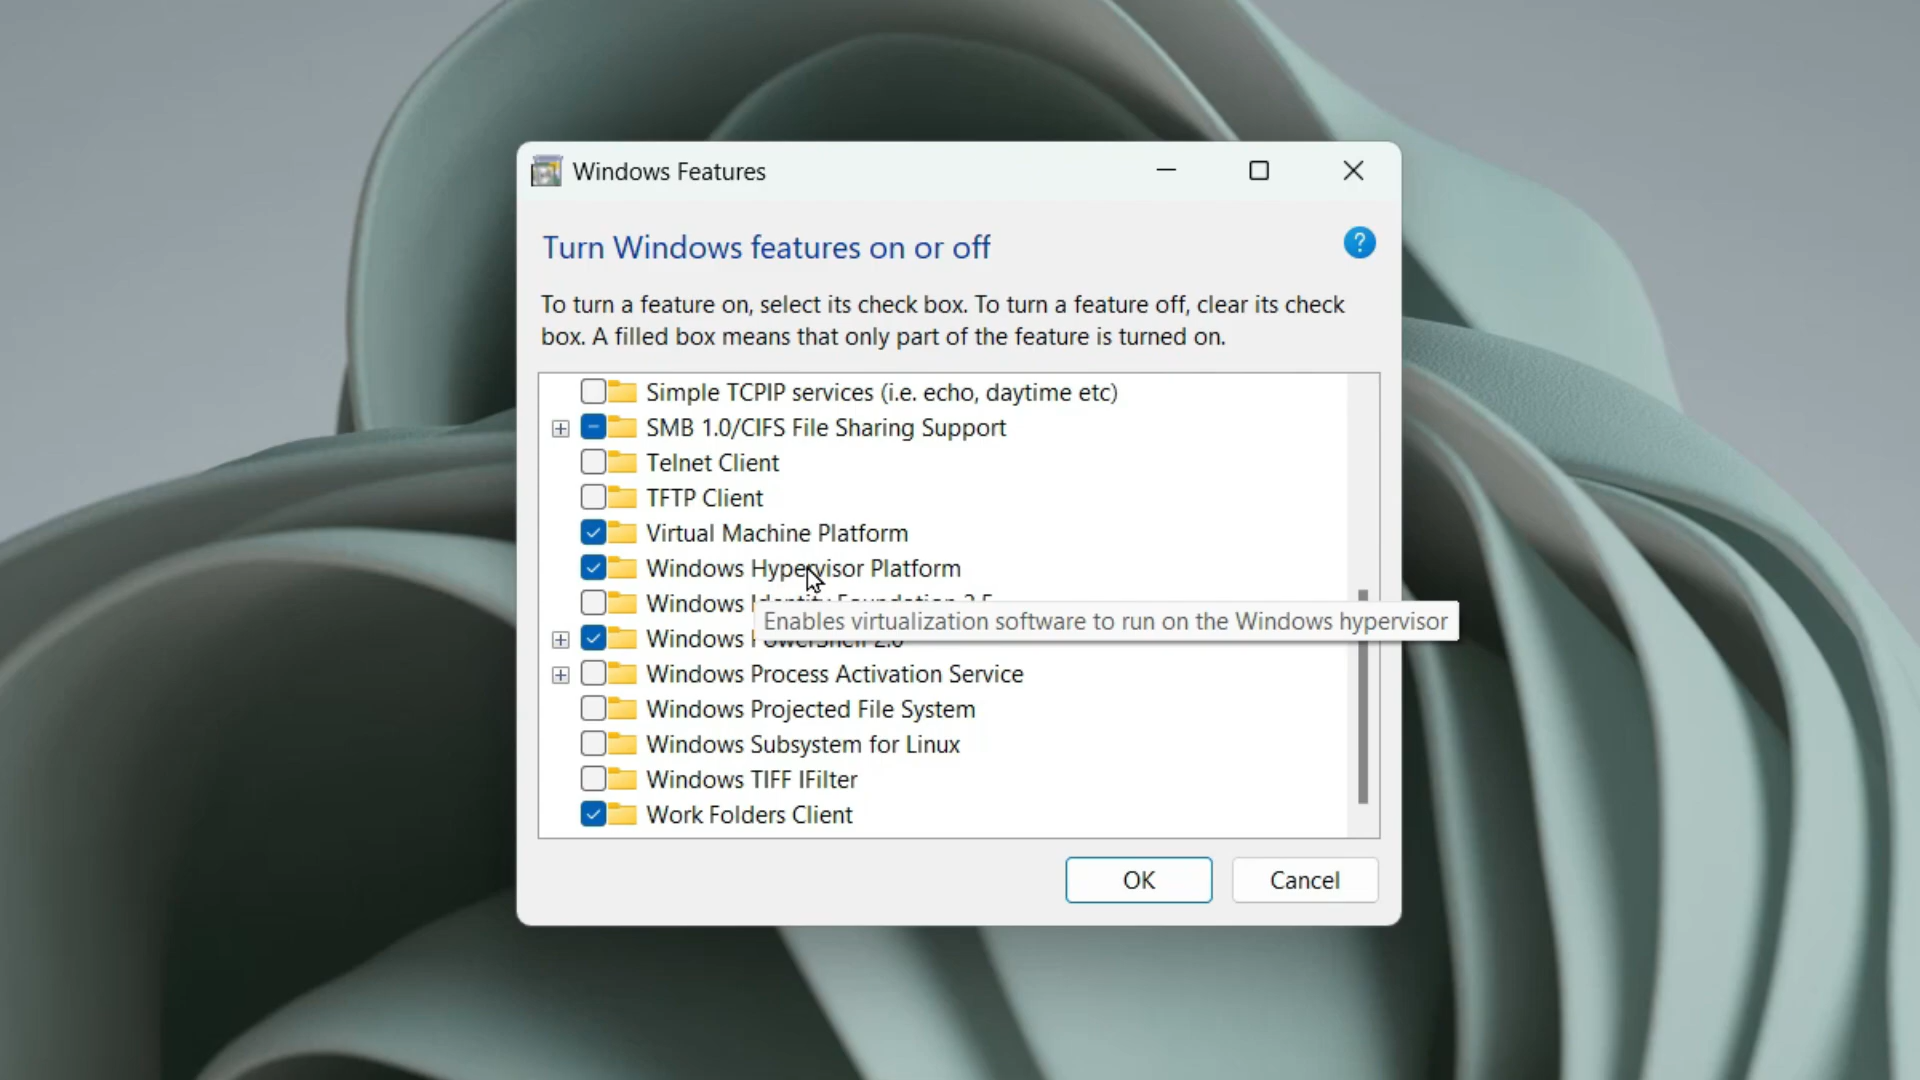 Windows Features
Turn Windows features on or off
?
To turn a feature on, select its check box. To turn a feature off, clear its check
box. A filled box means that only part of the feature is turned on.
Simple TCPIP services (i.e. echo, daytime etc)
SMB 1.0/CIFS File Sharing Support
Telnet Client
TFTP Client
Virtual Machine Platform
Windows Hypervisor Platform
Windows Identity Foundation 3.5
Enables virtualization software to run on the Windows hypervisor
Windows PowerShell 2.0
Windows Process Activation Service
Windows Projected File System
Windows Subsystem for Linux
Windows TIFF IFilter
Work Folders Client
OK
Cancel